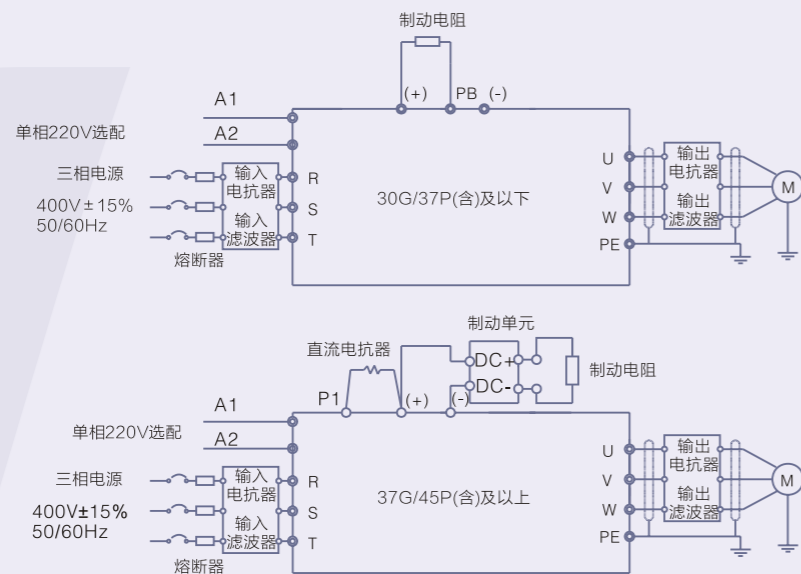 制动电阻
(+)
PB
(-)
A1
单相220V选配
A2
三相电源
400V±15%
50/60Hz
熔断器
输入
电抗器
输入
滤波器
R
S
T
30G/37P(含)及以下
U
V
W
PE
输出
电抗器
输出
滤波器
M
制动单元
直流电抗器
DC+
DC-
制动电阻
P1
(+)
(-)
A1
单相220V选配
A2
三相电源
400V±15%
50/60Hz
熔断器
输入
电抗器
输入
滤波器
R
S
T
37G/45P(含)及以上
U
V
W
PE
输出
电抗器
输出
滤波器
M